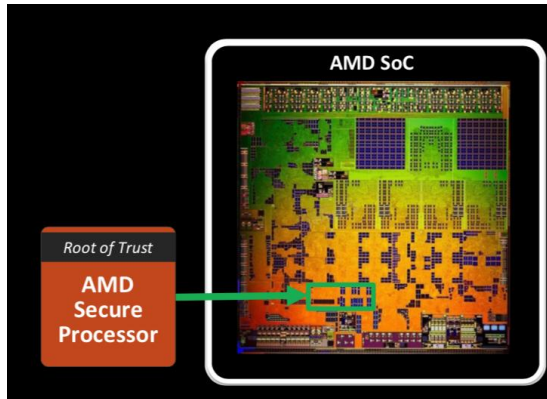 AMD SoC
Root of Trust
AMD
Secure
Processor